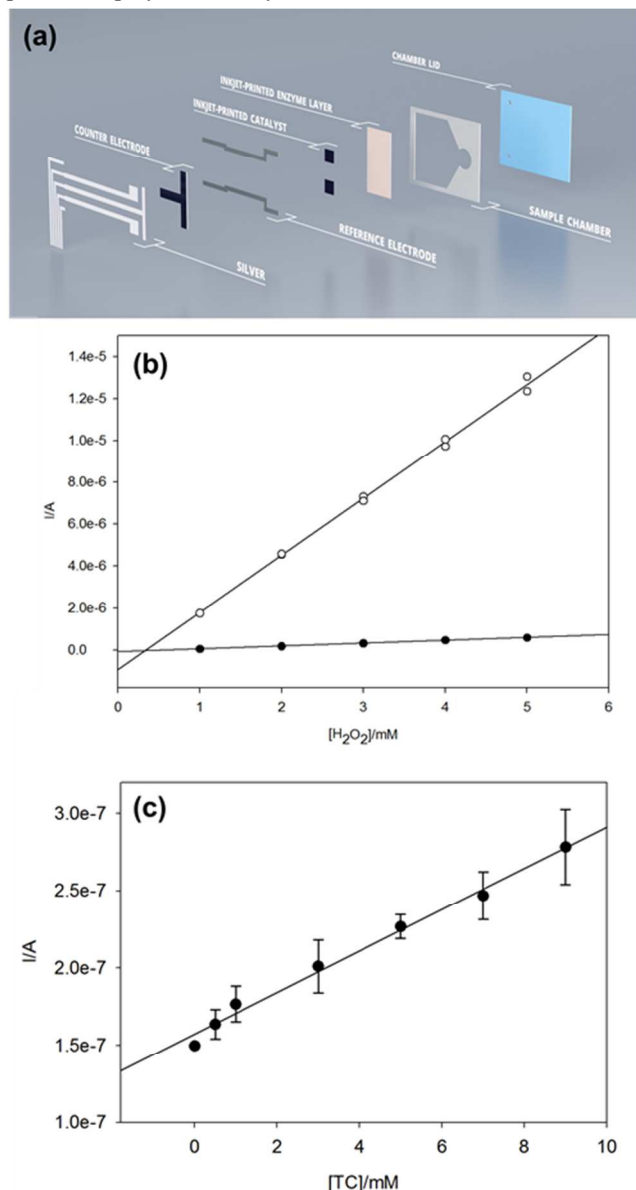 (a)
CHAMBER LID
INKJET-PRINTED ENZYME LAYER
INKJET-PRINTED CATALYST
COUNTER ELECTRODE
SAMPLE CHAMBER
REFERENCE ELECTRODE
SILVER
(b)
1.4e-5
1.2e-5
1.0e-5
8.0e-6
6.0e-6
4.0e-6
2.0e-6
0.0
I/A
0 1 2 3 4 5 6
[H₂O₂]/mM
(c)
3.0e-7
2.5e-7
2.0e-7
1.5e-7
1.0e-7
I/A
0 2 4 6 8 10
[TC]/mM